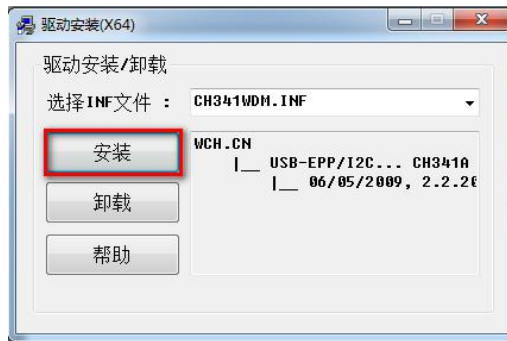 驱动安装(X64)
驱动安装/卸载
选择INF文件 :
CH341WDM.INF
安装
WCH.CN
|__ USB-EPP/I2C... CH341A
|__ 06/05/2009, 2.2.20
卸载
帮助